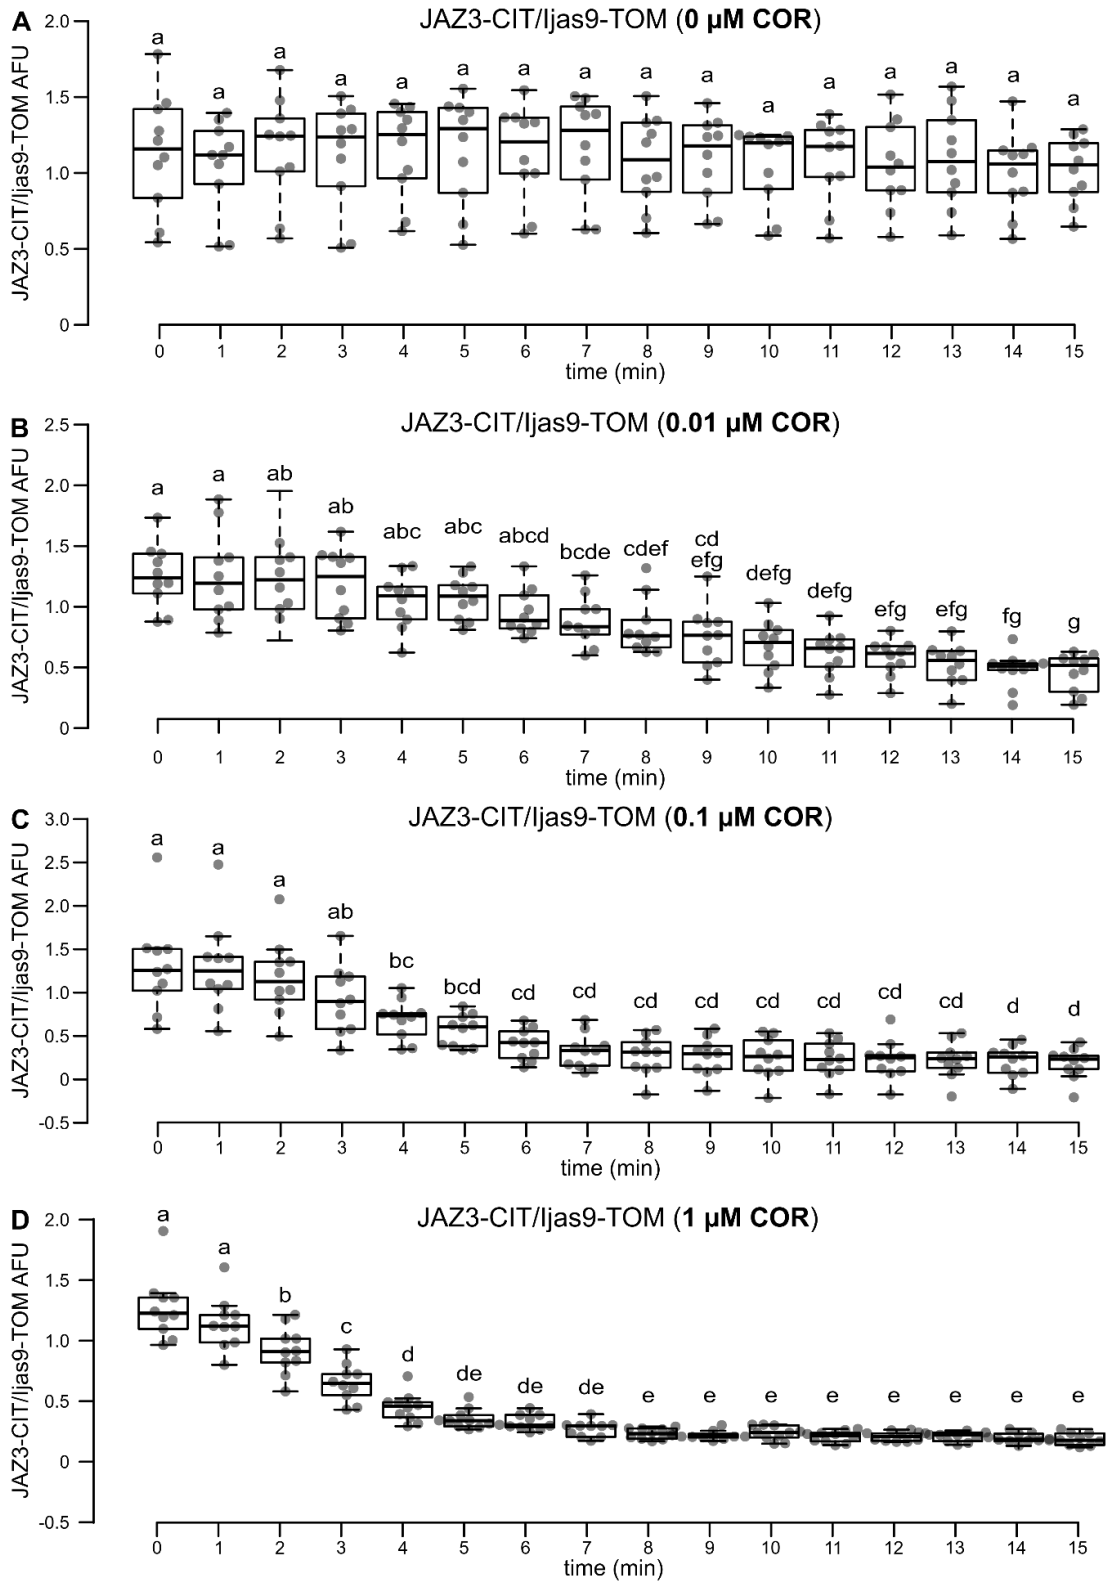 A
JAZ3-CIT/ljas9-TOM (0 µM COR)
JAZ3-CIT/ljas9-TOM AFU
2.0
1.5
1.0
0.5
0
a a a a a a a a a a a a a a a a
0 1 2 3 4 5 6 7 8 9 10 11 12 13 14 15
time (min)
B
JAZ3-CIT/ljas9-TOM (0.01 µM COR)
JAZ3-CIT/ljas9-TOM AFU
2.5
2.0
1.5
1.0
0.5
0
a a ab ab abc abc abcd bcde cdef cd efg defg defg efg efg fg g
0 1 2 3 4 5 6 7 8 9 10 11 12 13 14 15
time (min)
C
JAZ3-CIT/ljas9-TOM (0.1 µM COR)
JAZ3-CIT/ljas9-TOM AFU
3.0
2.5
2.0
1.5
1.0
0.5
0
-0.5
a a a ab bc bcd cd cd cd cd cd cd cd cd d d
0 1 2 3 4 5 6 7 8 9 10 11 12 13 14 15
time (min)
D
JAZ3-CIT/ljas9-TOM (1 µM COR)
JAZ3-CIT/ljas9-TOM AFU
2.0
1.5
1.0
0.5
0
-0.5
a a b c d de de de e e e e e e e e
0 1 2 3 4 5 6 7 8 9 10 11 12 13 14 15
time (min)